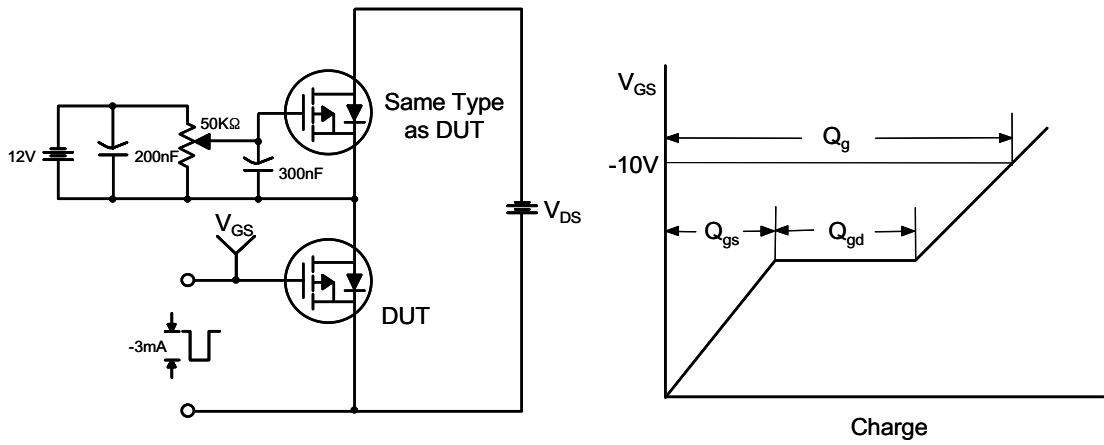 Same Type
as DUT
50KΩ
12V
200nF
300nF
V_GS
V_DS
DUT
-3mA
V_GS
Q_g
-10V
Q_gs
Q_gd
Charge